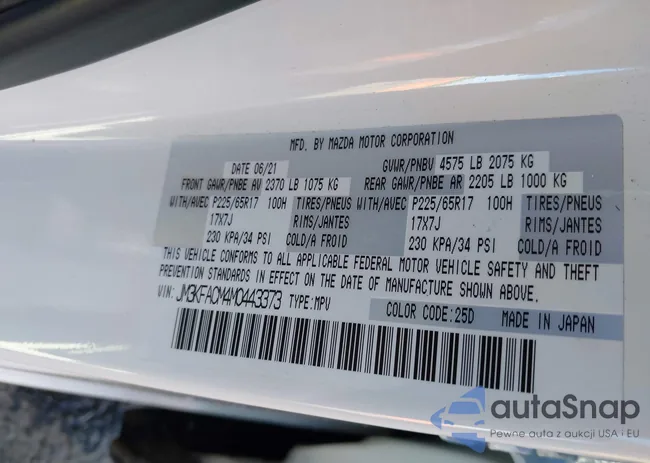 MFD. BY MAZDA MOTOR CORPORATION
DATE 06/21 GVWR/PNBV 4575 LB 2075 KG
FRONT GAWR/PNBE AV 2370 LB 1075 KG REAR GAWR/PNBE AR 2205 LB 1000 KG
WITH/AVEC P225/65R17 100H TIRES/PNEUS WITH/AVEC P225/65R17 100H TIRES/PNEUS
17X7J RIMS/JANTES 17X7J RIMS/JANTES
230 KPA/34 PSI COLD/A FROID 230 KPA/34 PSI COLD/A FROID
THIS VEHICLE CONFORMS TO ALL APPLICABLE FEDERAL MOTOR VEHICLE SAFETY AND THEFT
PREVENTION STANDARDS IN EFFECT ON THE DATE OF MANUFACTURE SHOWN ABOVE.
VIN: JM3KFACM4M0443373 TYPE:MPV
COLOR CODE:25D MADE IN JAPAN
autaSnap
Pewne auta z aukcji USA i EU